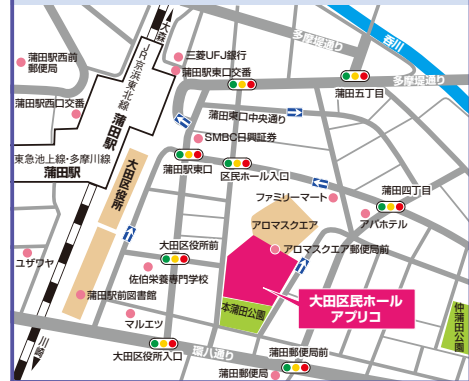 大森
多摩堤通り
呑川
蒲田駅西前
郵便局
JR京浜東北線
蒲田駅
三菱UFJ銀行
蒲田駅東口交番
蒲田五丁目
多摩堤通り
蒲田駅西口交番
蒲田東口中央通り
SMBC日興証券
東急池上線・多摩川線
蒲田駅
大田区役所
蒲田駅東口
区民ホール入口
ファミリーマート
蒲田四丁目
アパホテル
アロマスクエア
大田区役所前
アロマスクエア郵便局前
ユザワヤ
佐伯栄養専門学校
蒲田駅前図書館
本蒲田公園
大田区民ホール
アプリコ
仲蒲田公園
マルエツ
川崎
大田区役所入口
環八通り
蒲田郵便局前
蒲田郵便局